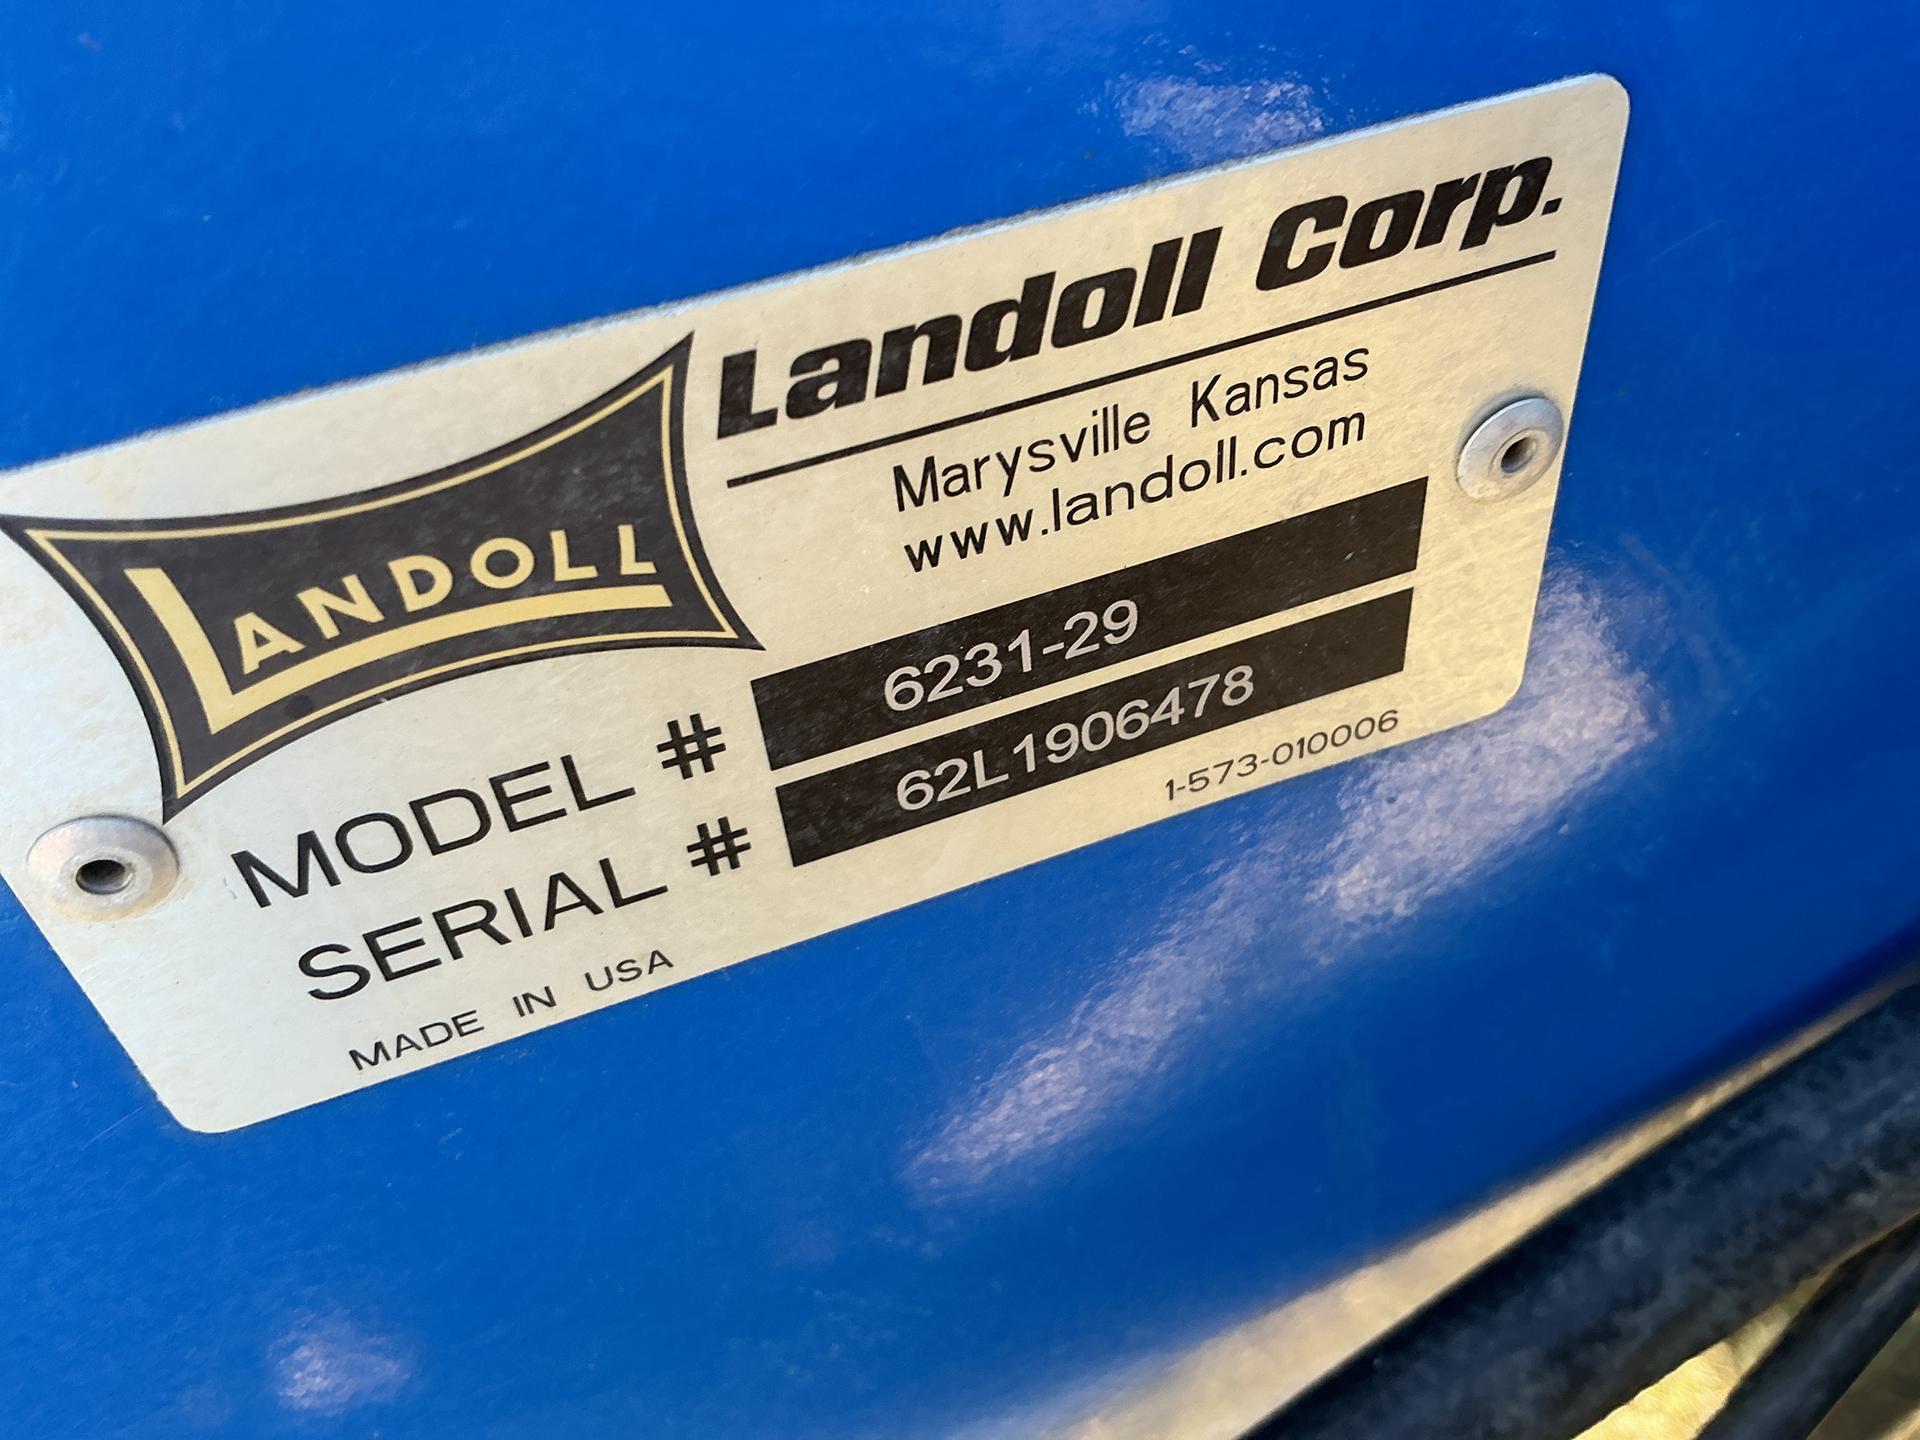 Landoll Corp.
LANDOLL
Marysville Kansas
www.landoll.com
MODEL # 6231-29
SERIAL # 62L1906478
MADE IN USA 1-573-010006